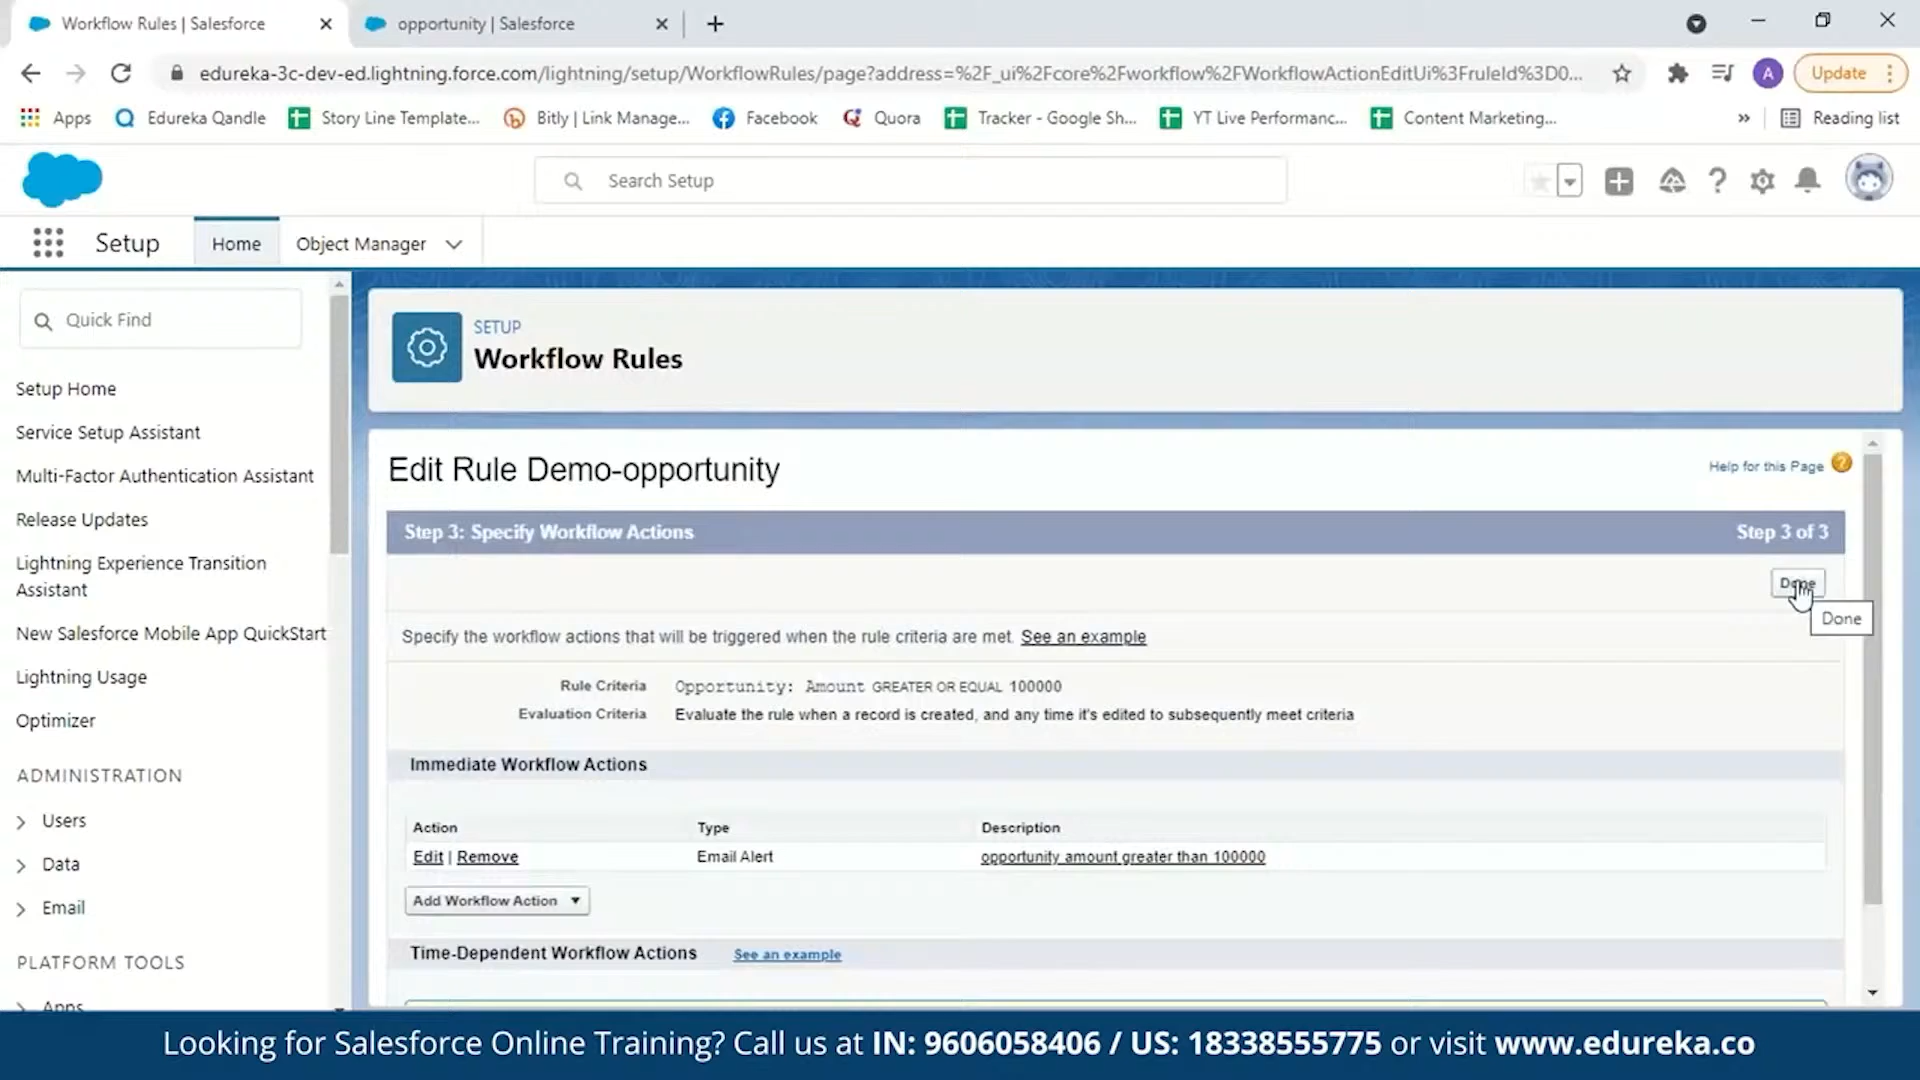 Workflow Rules | Salesforce
opportunity | Salesforce
edureka-3c-dev-ed.lightning.force.com/lightning/setup/WorkflowRules/page?address=%2F_ui%2Fcore%2Fworkflow%2FWorkflowActionEditUi%3FruleId%3D0...
A
Update
Apps
Edureka Qandle
Story Line Template...
Bitly | Link Manage...
Facebook
Quora
Tracker - Google Sh...
YT Live Performanc...
Content Marketing...
»
Reading list
Search Setup
Setup
Home
Object Manager
Quick Find
Setup Home
Service Setup Assistant
Multi-Factor Authentication Assistant
Release Updates
Lightning Experience Transition
Assistant
New Salesforce Mobile App QuickStart
Lightning Usage
Optimizer
ADMINISTRATION
Users
Data
Email
PLATFORM TOOLS
Apps
SETUP
Workflow Rules
Edit Rule Demo-opportunity
Help for this Page
Step 3: Specify Workflow Actions
Step 3 of 3
Done
Done
Specify the workflow actions that will be triggered when the rule criteria are met. See an example
Rule Criteria Opportunity: Amount GREATER OR EQUAL 100000
Evaluation Criteria Evaluate the rule when a record is created, and any time it's edited to subsequently meet criteria
Immediate Workflow Actions
Action Type Description
Edit | Remove Email Alert opportunity amount greater than 100000
Add Workflow Action
Time-Dependent Workflow Actions See an example
Looking for Salesforce Online Training? Call us at IN: 9606058406 / US: 18338555775 or visit www.edureka.co